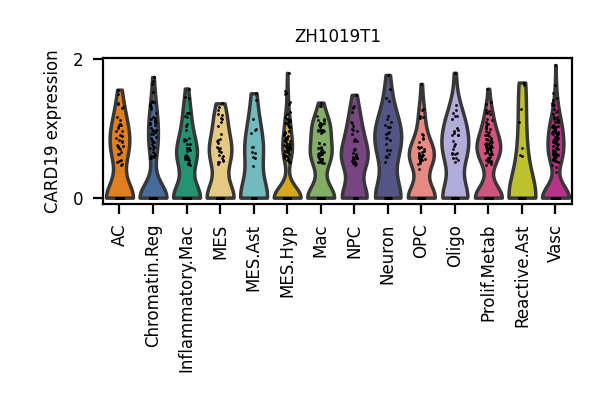 ZH1019T1
CARD19 expression
2
0
AC
Chromatin.Reg
Inflammatory.Mac
MES
MES.Ast
MES.Hyp
Mac
NPC
Neuron
OPC
Oligo
Prolif.Metab
Reactive.Ast
Vasc